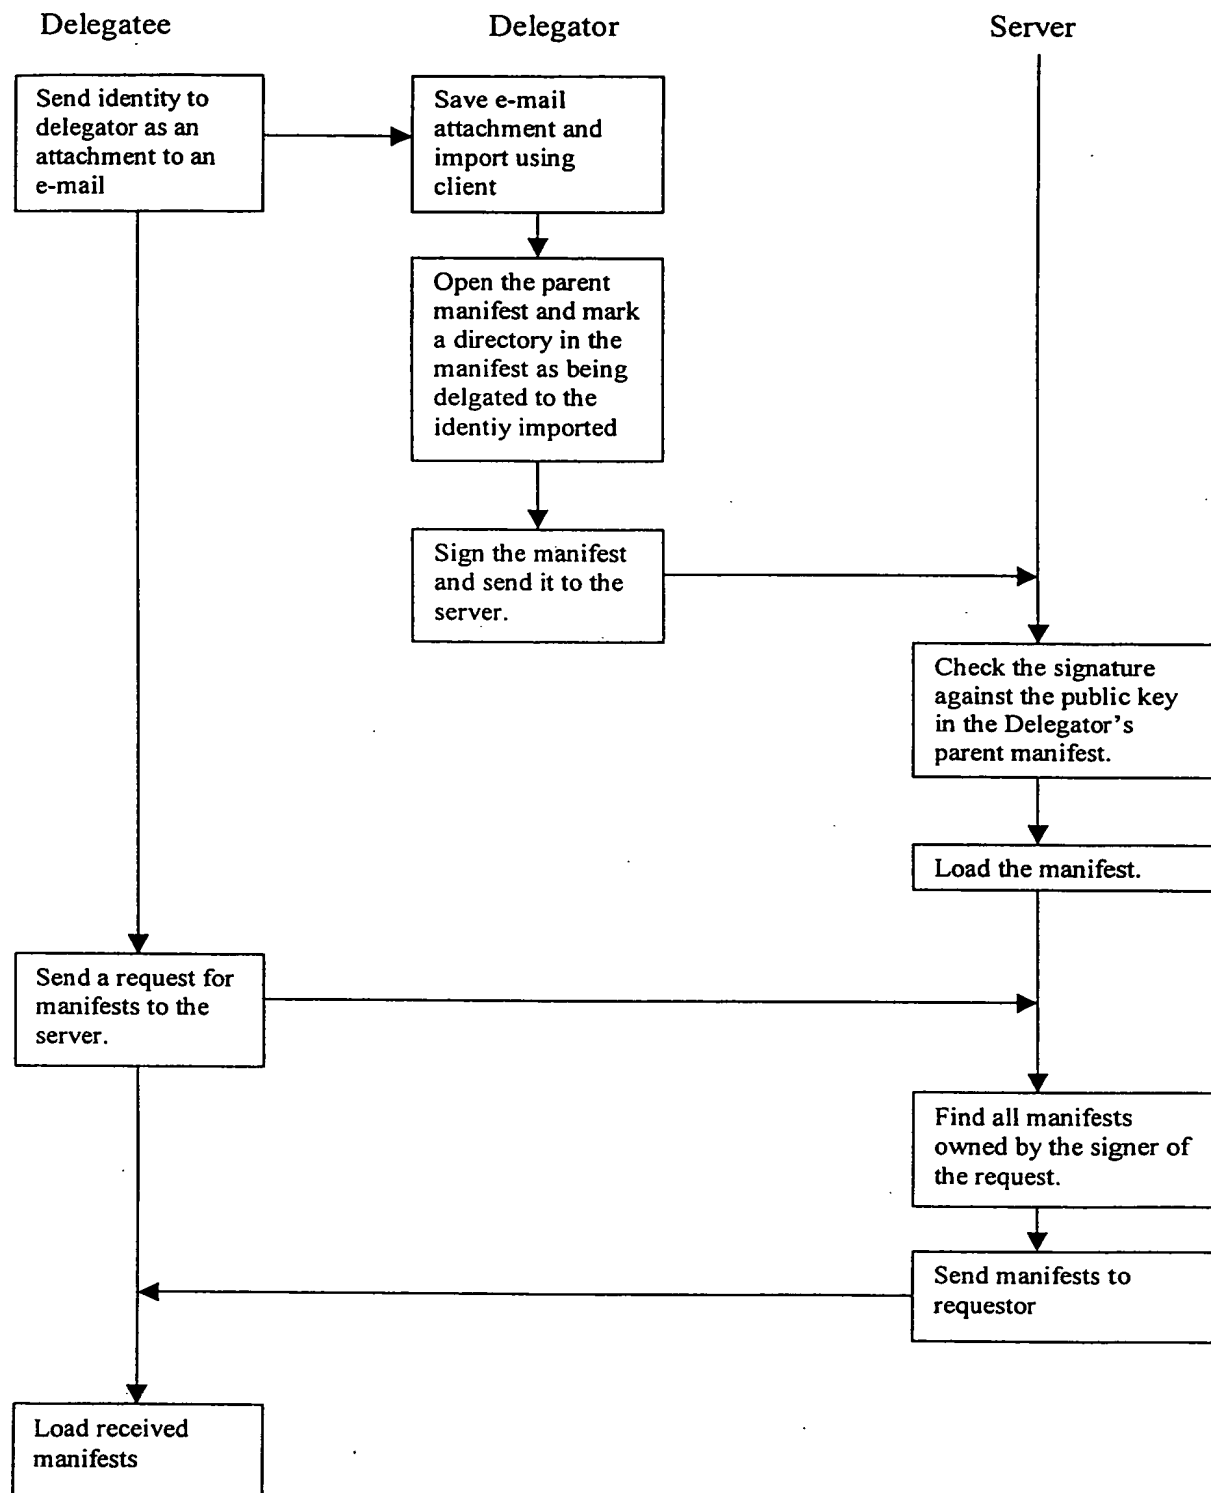 Delegatee
Delegator
Server
Send identity to
delegator as an
attachment to an
e-mail
Save e-mail
attachment and
import using
client
Open the parent
manifest and mark
a directory in the
manifest as being
delgated to the
identiy imported
Sign the manifest
and send it to the
server.
Check the signature
against the public key
in the Delegator's
parent manifest.
Load the manifest.
Send a request for
manifests to the
server.
Find all manifests
owned by the signer of
the request.
Send manifests to
requestor
Load received
manifests